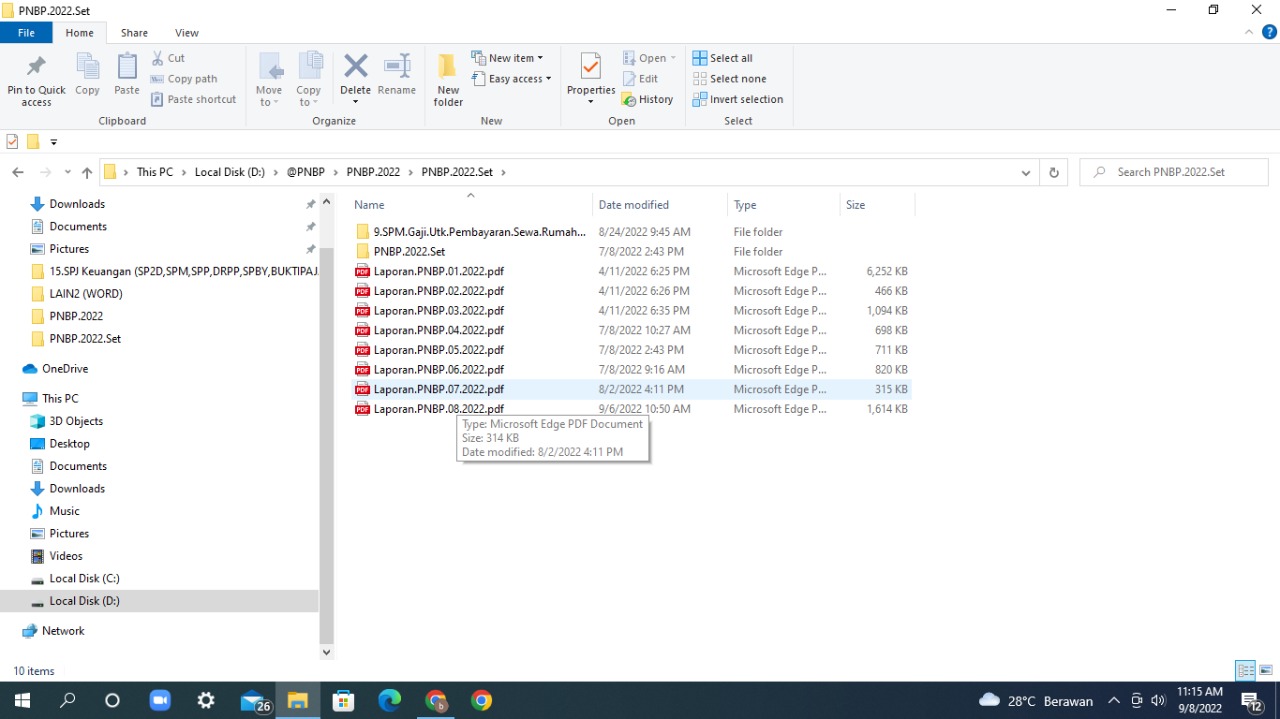 PNBP.2022.Set
File Home Share View
Pin to Quick access
Copy
Paste
Cut
Copy path
Paste shortcut
Clipboard
Move to
Copy to
Delete
Rename
Organize
New folder
New item
Easy access
New
Properties
Open
Edit
History
Open
Select all
Select none
Invert selection
Select
This PC › Local Disk (D:) › @PNBP › PNBP.2022 › PNBP.2022.Set ›
Search PNBP.2022.Set
Downloads
Documents
Pictures
15.SPJ Keuangan (SP2D,SPM,SPP,DRPP,SPBY,BUKTIPAJ
LAIN2 (WORD)
PNBP.2022
PNBP.2022.Set
OneDrive
This PC
3D Objects
Desktop
Documents
Downloads
Music
Pictures
Videos
Local Disk (C:)
Local Disk (D:)
Network
Name Date modified Type Size
9.SPM.Gaji.Utk.Pembayaran.Sewa.Rumah... 8/24/2022 9:45 AM File folder
PNBP.2022.Set 7/8/2022 2:43 PM File folder
Laporan.PNBP.01.2022.pdf 4/11/2022 6:25 PM Microsoft Edge P... 6,252 KB
Laporan.PNBP.02.2022.pdf 4/11/2022 6:26 PM Microsoft Edge P... 466 KB
Laporan.PNBP.03.2022.pdf 4/11/2022 6:35 PM Microsoft Edge P... 1,094 KB
Laporan.PNBP.04.2022.pdf 7/8/2022 10:27 AM Microsoft Edge P... 698 KB
Laporan.PNBP.05.2022.pdf 7/8/2022 2:43 PM Microsoft Edge P... 711 KB
Laporan.PNBP.06.2022.pdf 7/8/2022 9:16 AM Microsoft Edge P... 820 KB
Laporan.PNBP.07.2022.pdf 8/2/2022 4:11 PM Microsoft Edge P... 315 KB
Laporan.PNBP.08.2022.pdf 9/6/2022 10:50 AM Microsoft Edge P... 1,614 KB
Type: Microsoft Edge PDF Document
Size: 314 KB
Date modified: 8/2/2022 4:11 PM
10 items
26
b
28°C Berawan
11:15 AM
9/8/2022
12